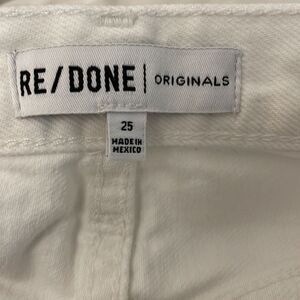 RE/DONE | ORIGINALS
25
MADE IN
MEXICO